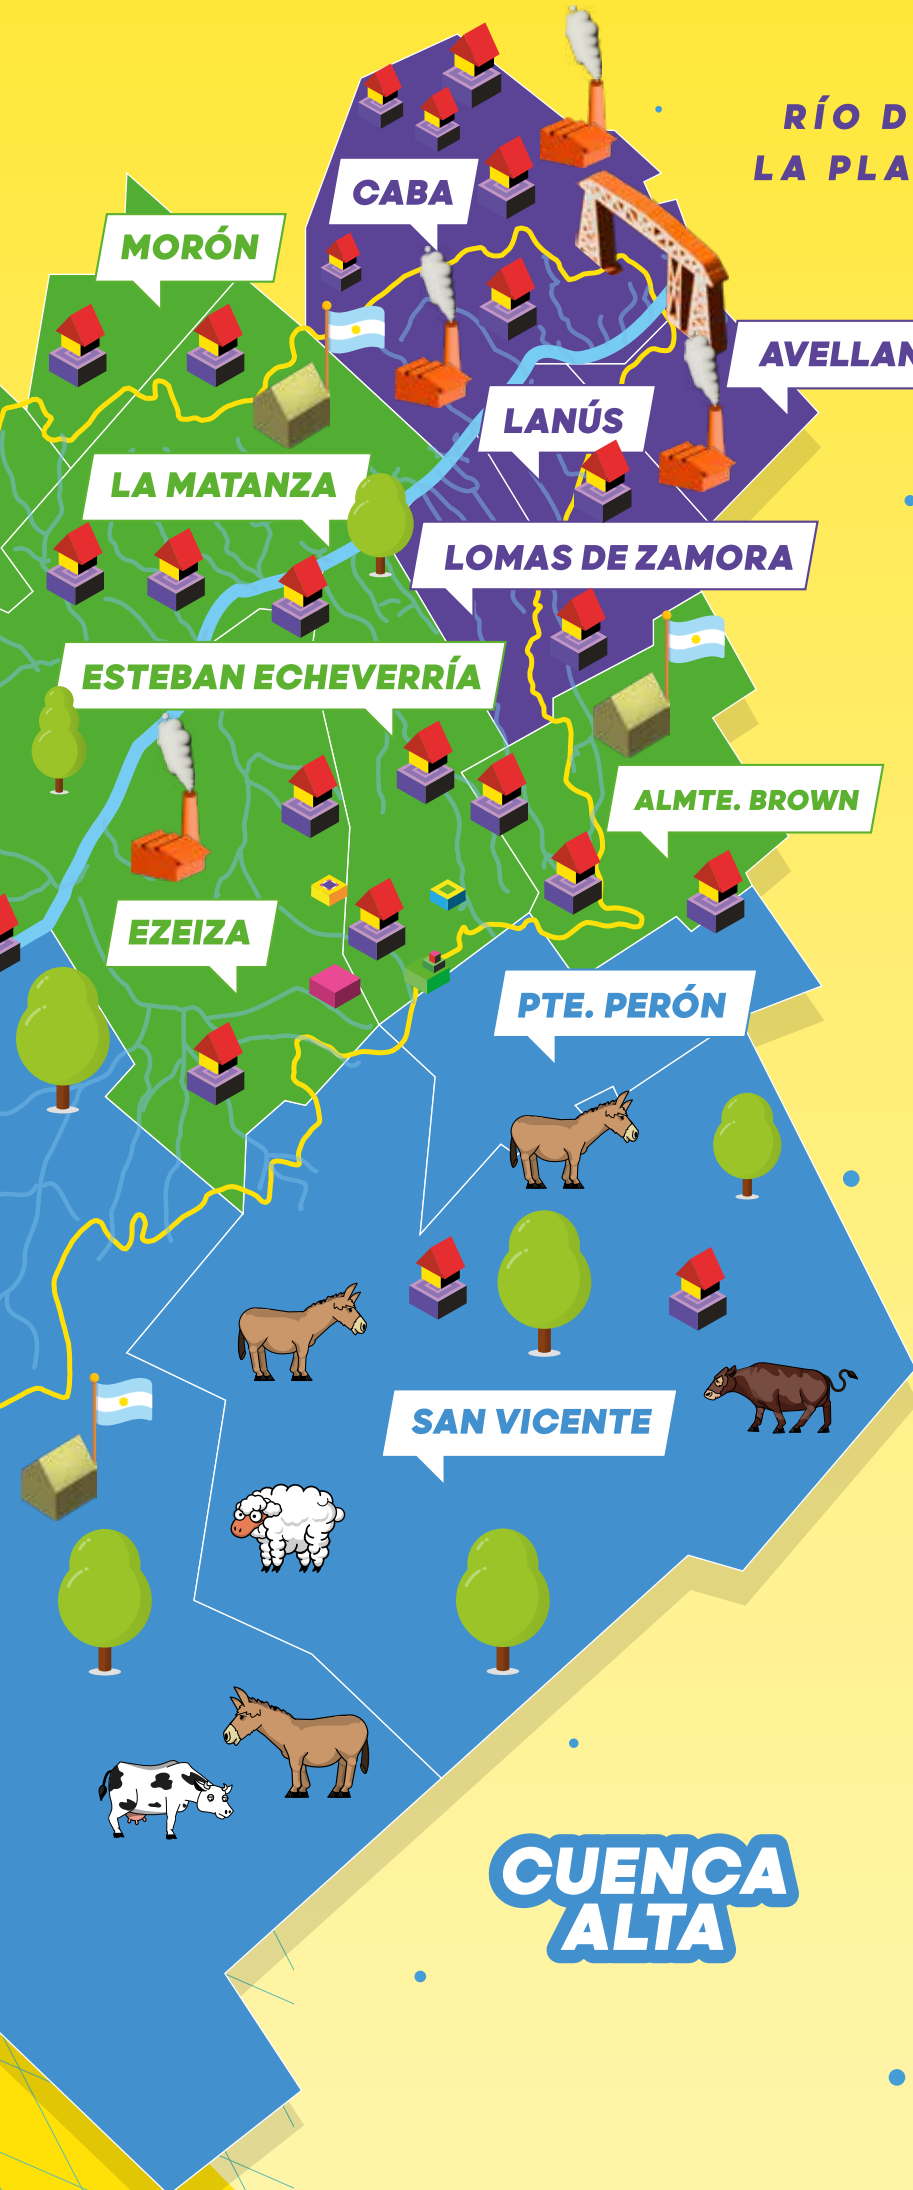 RÍO D
LA PLA
CABA
MORÓN
AVELLAN
LANÚS
LA MATANZA
LOMAS DE ZAMORA
ESTEBAN ECHEVERRÍA
ALMTE. BROWN
EZEIZA
PTE. PERÓN
SAN VICENTE
CUENCA
ALTA